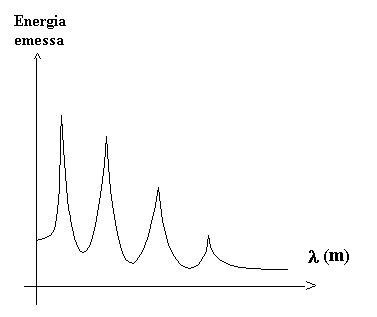 Energia
emessa
λ (m)